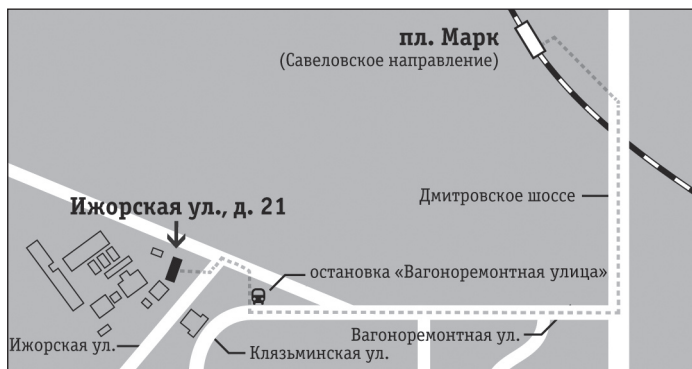 пл. Марк
(Савеловское направление)
Дмитровское шоссе
Ижорская ул., д. 21
остановка «Вагоноремонтная улица»
Вагоноремонтная ул.
Ижорская ул.
Клязьминская ул.